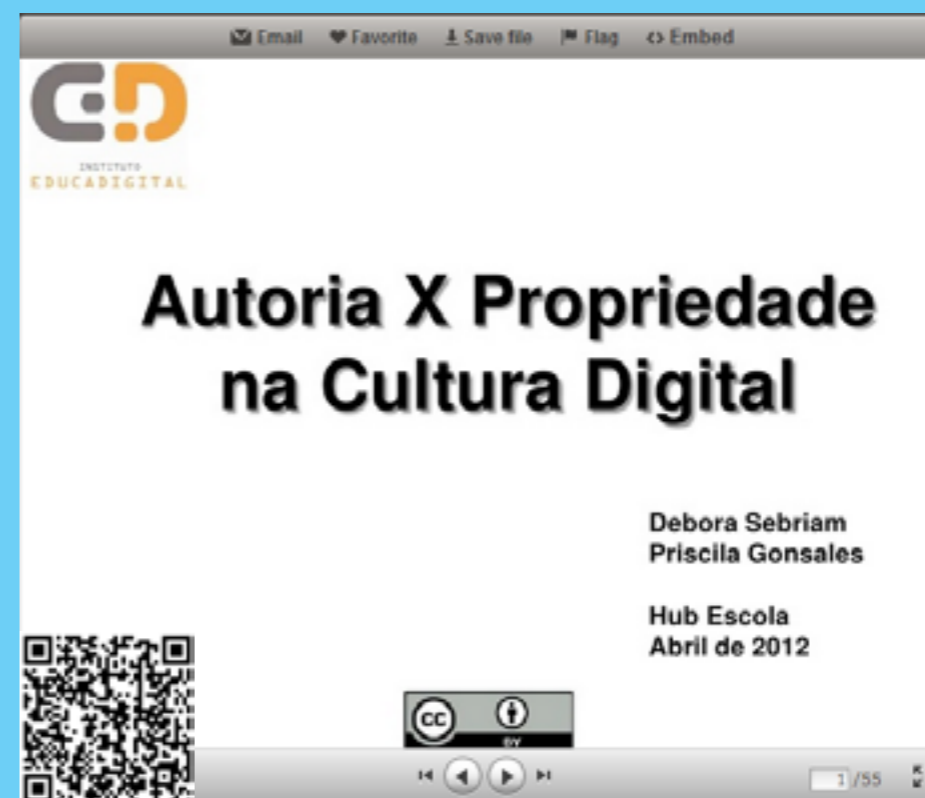 Email Favorite Save file Flag Embed
INSTITUTO
EDUCADIGITAL
Autoria X Propriedade
na Cultura Digital
Debora Sebriam
Priscila Gonsales
Hub Escola
Abril de 2012
cc
BY
1 /55